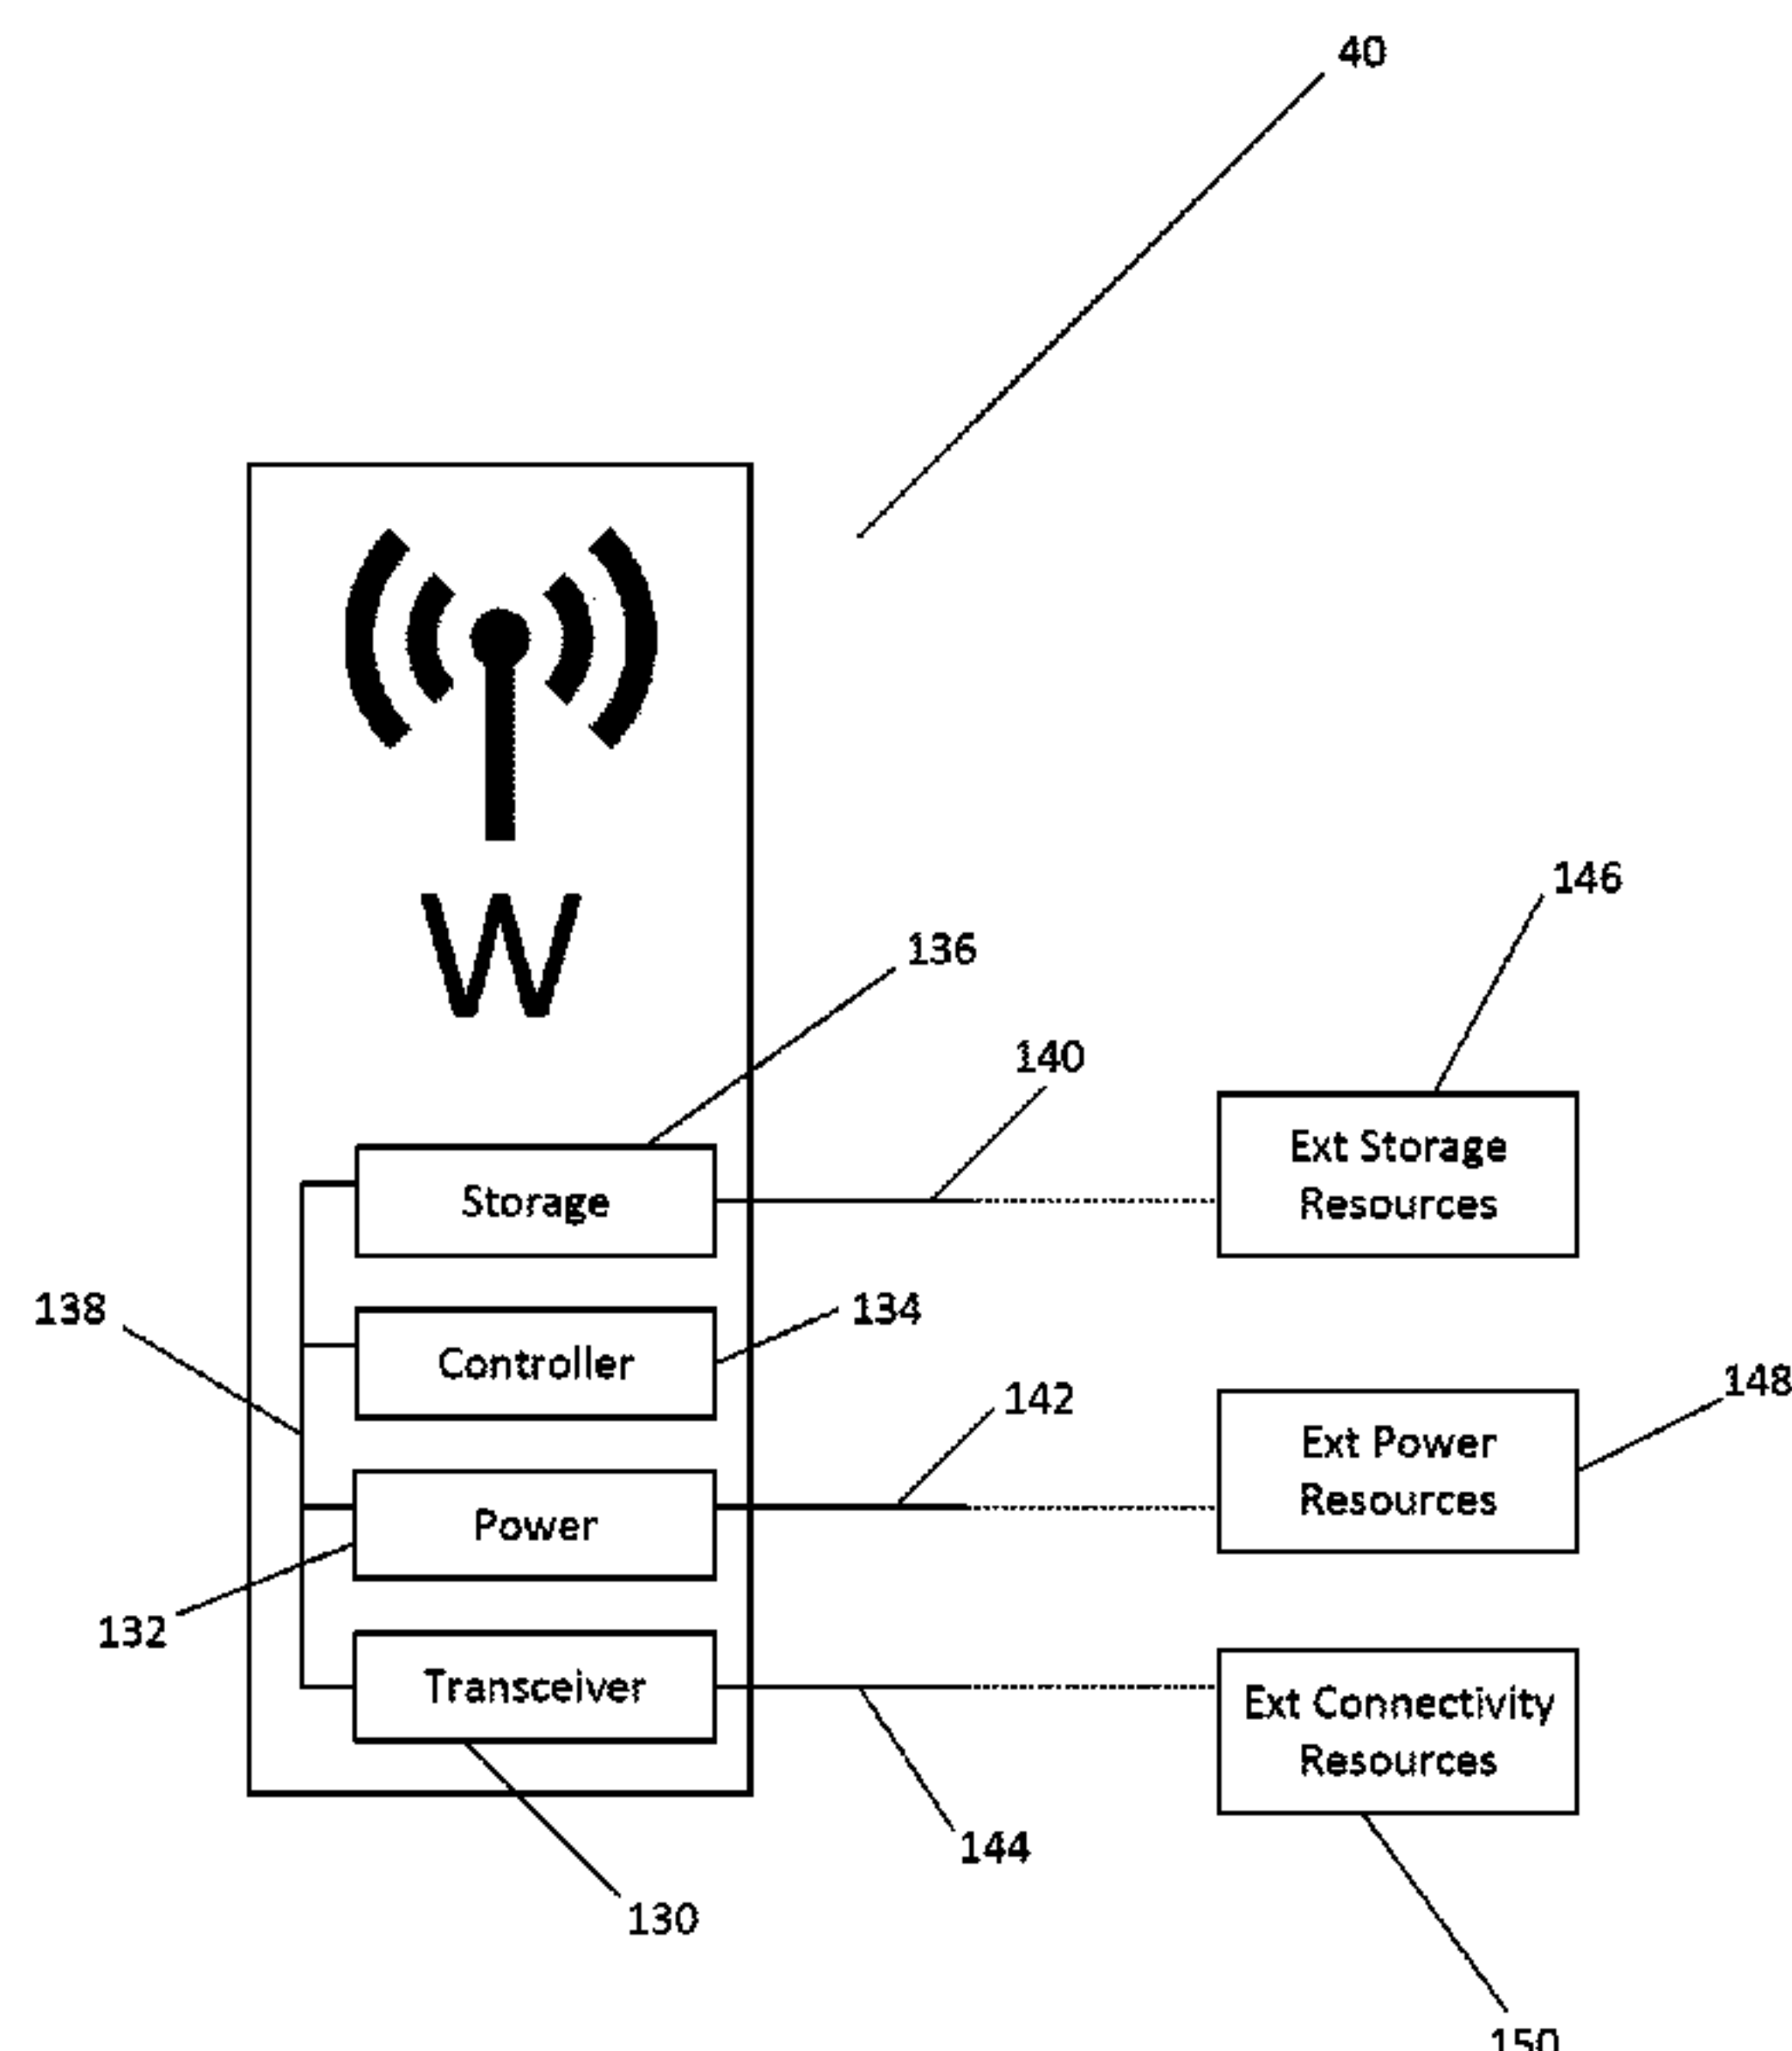 40
W
146
136
140
Ext Storage
Resources
Storage
138
134
Controller
142
148
Ext Power
Resources
Power
132
Transceiver
Ext Connectivity
Resources
144
130
150